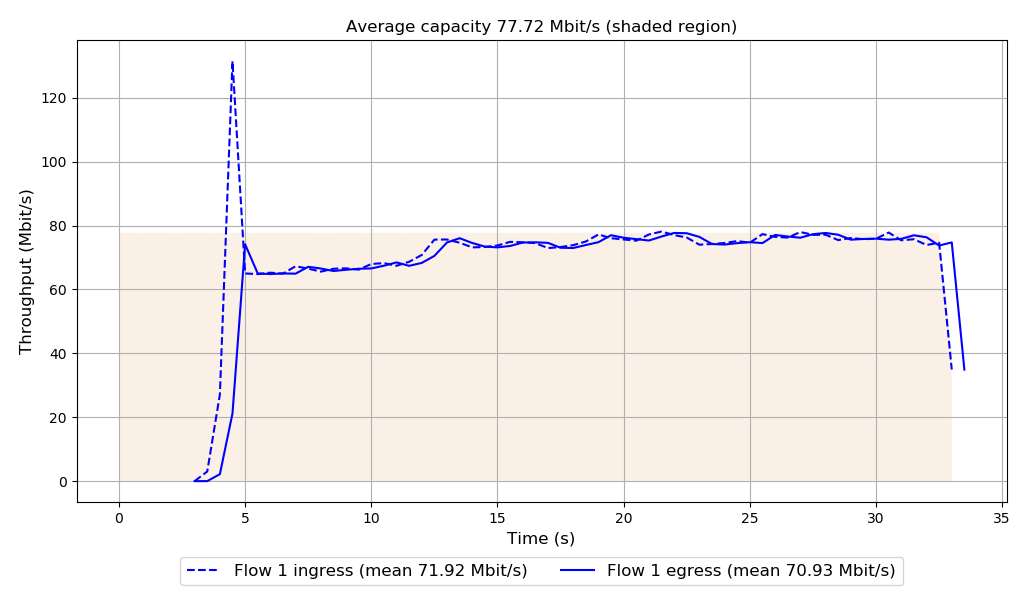 Average capacity 77.72 Mbit/s (shaded region)
Throughput (Mbit/s)
120
100
80
60
40
20
0
0 5 10 15 20 25 30 35
Time (s)
Flow 1 ingress (mean 71.92 Mbit/s) Flow 1 egress (mean 70.93 Mbit/s)